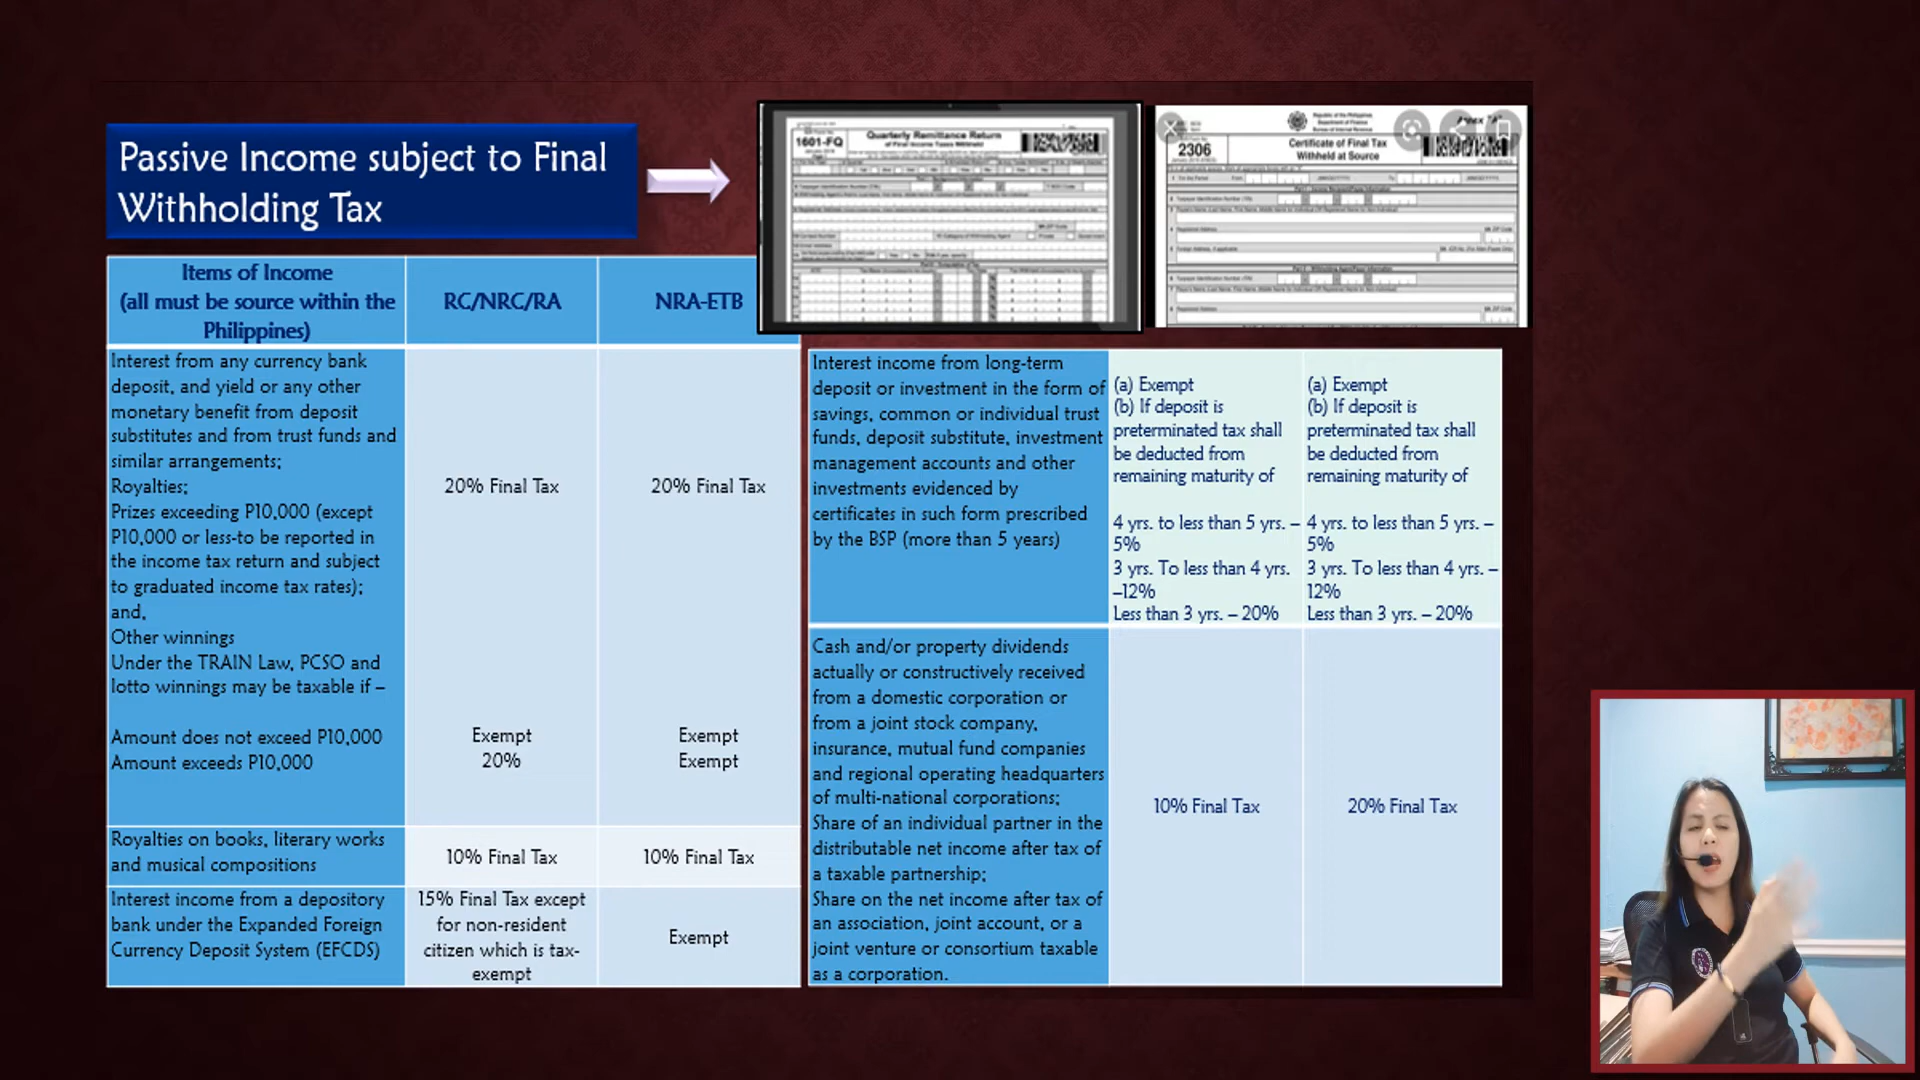 Passive Income subject to Final
Withholding Tax
1601-FQ
Quarterly Remittance Return
of Final Income Taxes Withheld
2306
Republic of the Philippines
Department of Finance
Bureau of Internal Revenue
Certificate of Final Tax
Withheld at Source
Items of Income
(all must be source within the
Philippines)
RC/NRC/RA
NRA-ETB
Interest from any currency bank
deposit, and yield or any other
monetary benefit from deposit
substitutes and from trust funds and
similar arrangements;
Royalties;
Prizes exceeding P10,000 (except
P10,000 or less-to be reported in
the income tax return and subject
to graduated income tax rates);
and,
Other winnings
Under the TRAIN Law, PCSO and
lotto winnings may be taxable if –
Amount does not exceed P10,000
Amount exceeds P10,000
20% Final Tax
Exempt
20%
20% Final Tax
Exempt
Exempt
Royalties on books, literary works
and musical compositions
10% Final Tax
10% Final Tax
Interest income from a depository
bank under the Expanded Foreign
Currency Deposit System (EFCDS)
15% Final Tax except
for non-resident
citizen which is tax-
exempt
Exempt
Interest income from long-term
deposit or investment in the form of
savings, common or individual trust
funds, deposit substitute, investment
management accounts and other
investments evidenced by
certificates in such form prescribed
by the BSP (more than 5 years)
(a) Exempt
(b) If deposit is
preterminated tax shall
be deducted from
remaining maturity of
4 yrs. to less than 5 yrs. –
5%
3 yrs. To less than 4 yrs.
–12%
Less than 3 yrs. – 20%
(a) Exempt
(b) If deposit is
preterminated tax shall
be deducted from
remaining maturity of
4 yrs. to less than 5 yrs. –
5%
3 yrs. To less than 4 yrs. –
12%
Less than 3 yrs. – 20%
Cash and/or property dividends
actually or constructively received
from a domestic corporation or
from a joint stock company,
insurance, mutual fund companies
and regional operating headquarters
of multi-national corporations;
Share of an individual partner in the
distributable net income after tax of
a taxable partnership;
Share on the net income after tax of
an association, joint account, or a
joint venture or consortium taxable
as a corporation.
10% Final Tax
20% Final Tax